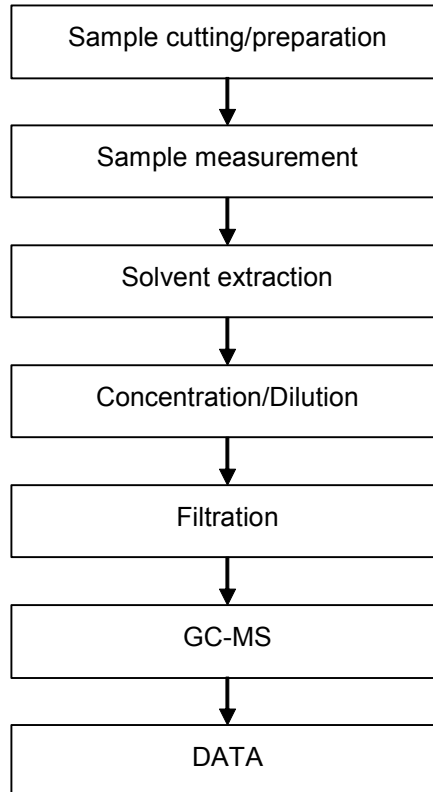 Sample cutting/preparation
Sample measurement
Solvent extraction
Concentration/Dilution
Filtration
GC-MS
DATA